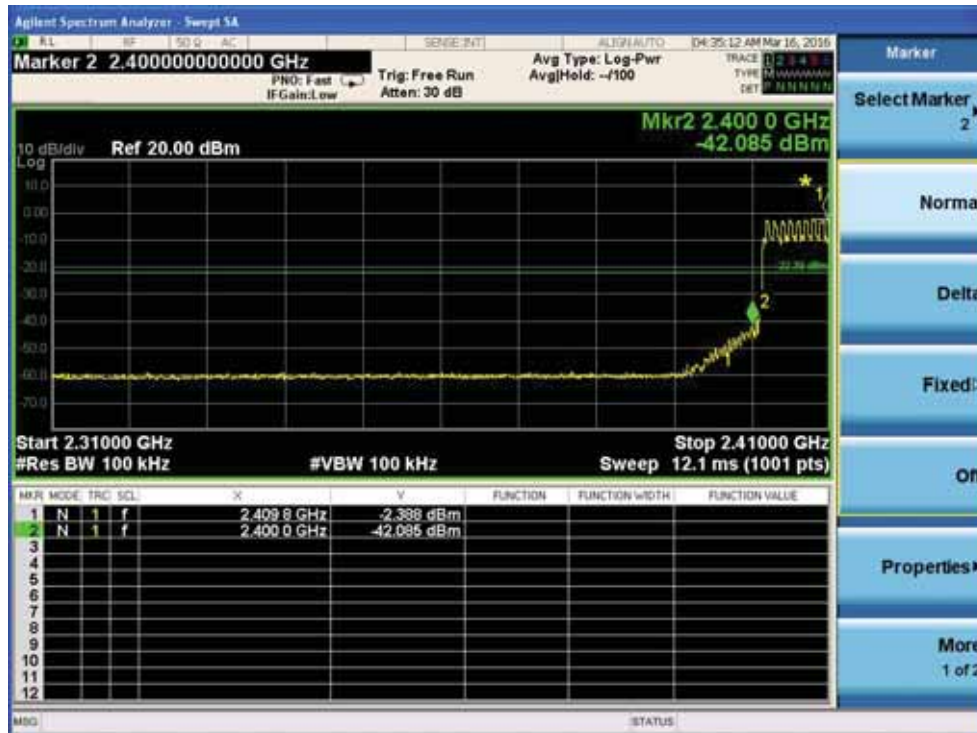 Agilent Spectrum Analyzer - Swept SA
RL RF 50 Ω AC SENSE:INT ALIGN AUTO 04:35:12 AM Mar 16, 2016
Marker 2 2.400000000000 GHz
PNO: Fast
IFGain:Low
Trig: Free Run
Atten: 30 dB
Avg Type: Log-Pwr
Avg|Hold: --/100
TRACE 1 2 3 4 5 6
TYPE M W W W W W
DET P N N N N N
Mkr2 2.400 0 GHz
-42.085 dBm
10 dB/div Ref 20.00 dBm
Log
10.0
0.00
-10.0
-20.0
-30.0
-40.0
-50.0
-60.0
-70.0
1
2
Start 2.31000 GHz Stop 2.41000 GHz
#Res BW 100 kHz #VBW 100 kHz Sweep 12.1 ms (1001 pts)
MKR MODE TRC SCL X Y FUNCTION FUNCTION WIDTH FUNCTION VALUE
1 N 1 f 2.409 8 GHz -2.388 dBm
2 N 1 f 2.400 0 GHz -42.085 dBm
3
4
5
6
7
8
9
10
11
12
MSG STATUS
Marker
Select Marker
2
Norma
Delta
Fixed
Of
Properties
More
1 of 2